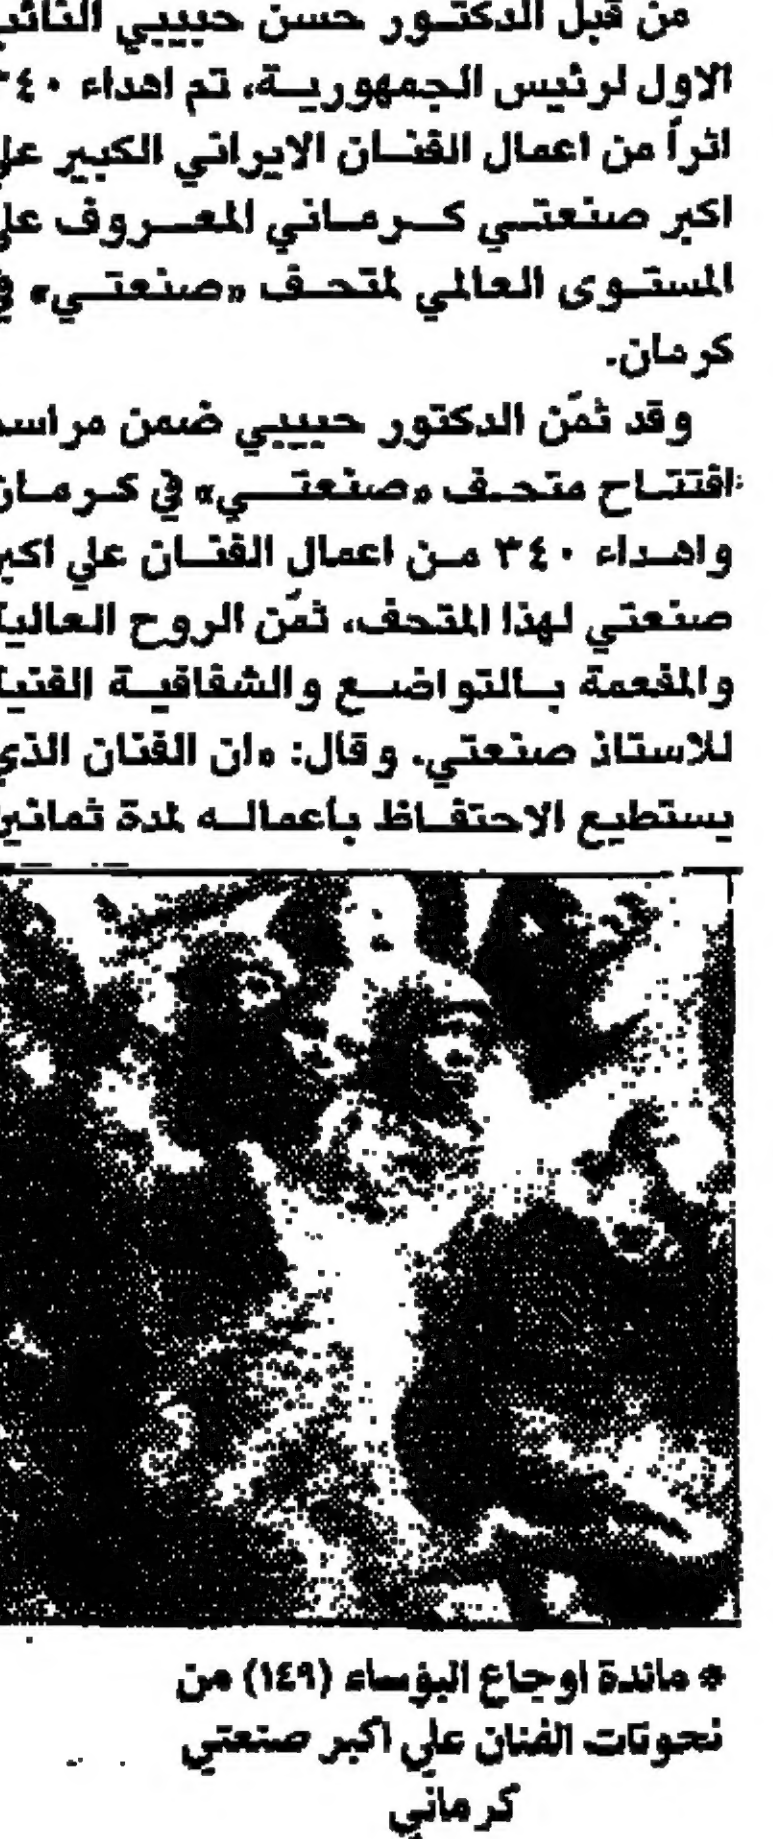 من قبل الدكتور حسن حبيبي النائب
الاول لرئيس الجمهورية، تم اهداء ٣٤٠
اثراً من اعمال الفنان الايراني الكبير علي
اكبر صنعتي كرماني المعروف على
المستوى العالمي لمتحف «صنعتي» في
كرمان.
وقد ثمّن الدكتور حبيبي ضمن مراسم
افتتاح متحف «صنعتي» في كرمان
واهداء ٣٤٠ من اعمال الفنان علي اكبر
صنعتي لهذا المتحف، ثمّن الروح العالية
والمفعمة بالتواضع والشفافية الفنية
للاستاذ صنعتي. وقال: «ان الفنان الذي
يستطيع الاحتفاظ بأعماله لمدة ثمانين
* مائدة اوجاع البؤساء (١٤٩) من
نحوتات الفنان علي اكبر صنعتي
كرماني